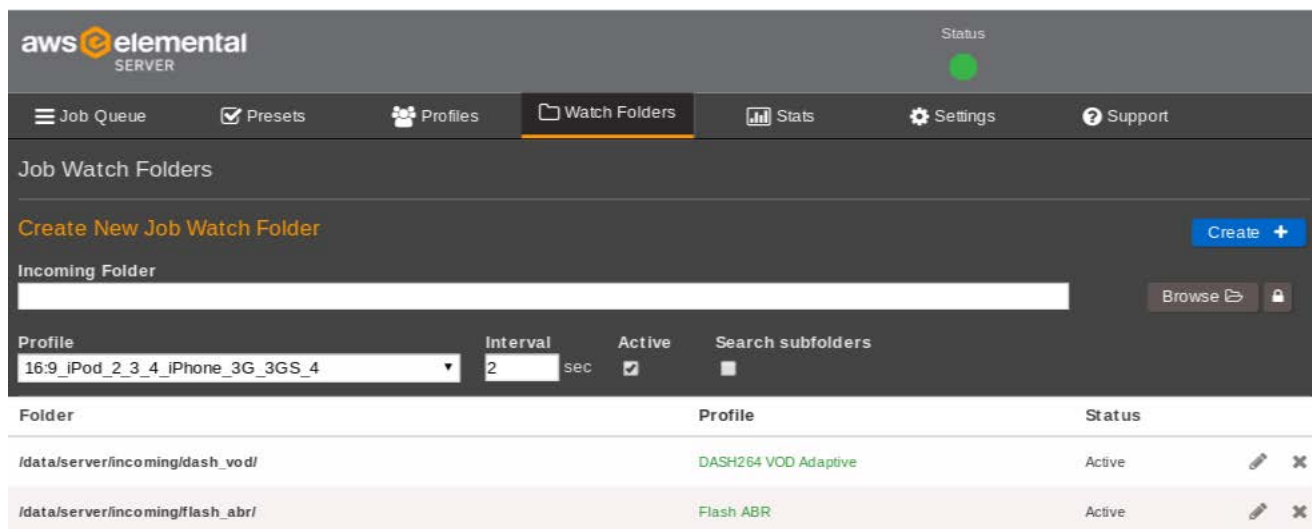 aws elemental
SERVER
Status
Job Queue Presets Profiles Watch Folders Stats Settings Support
Job Watch Folders
Create New Job Watch Folder
Create +
Incoming Folder
Browse
Profile Interval Active Search subfolders
16:9_iPod_2_3_4_iPhone_3G_3GS_4 2 sec
Folder Profile Status
/data/server/incoming/dash_vod/ DASH264 VOD Adaptive Active
/data/server/incoming/flash_abr/ Flash ABR Active